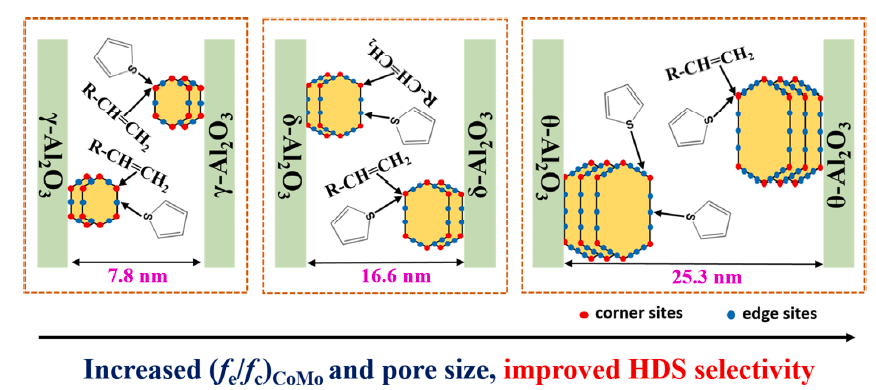 γ-Al₂O₃
S
R-CH=CH₂
R-CH=CH₂
S
γ-Al₂O₃
7.8 nm
δ-Al₂O₃
R-CH=CH₂
S
R-CH=CH₂
S
δ-Al₂O₃
16.6 nm
θ-Al₂O₃
S
R-CH=CH₂
S
S
θ-Al₂O₃
25.3 nm
corner sites edge sites
Increased (fₑ/f_c)CoMo and pore size, improved HDS selectivity